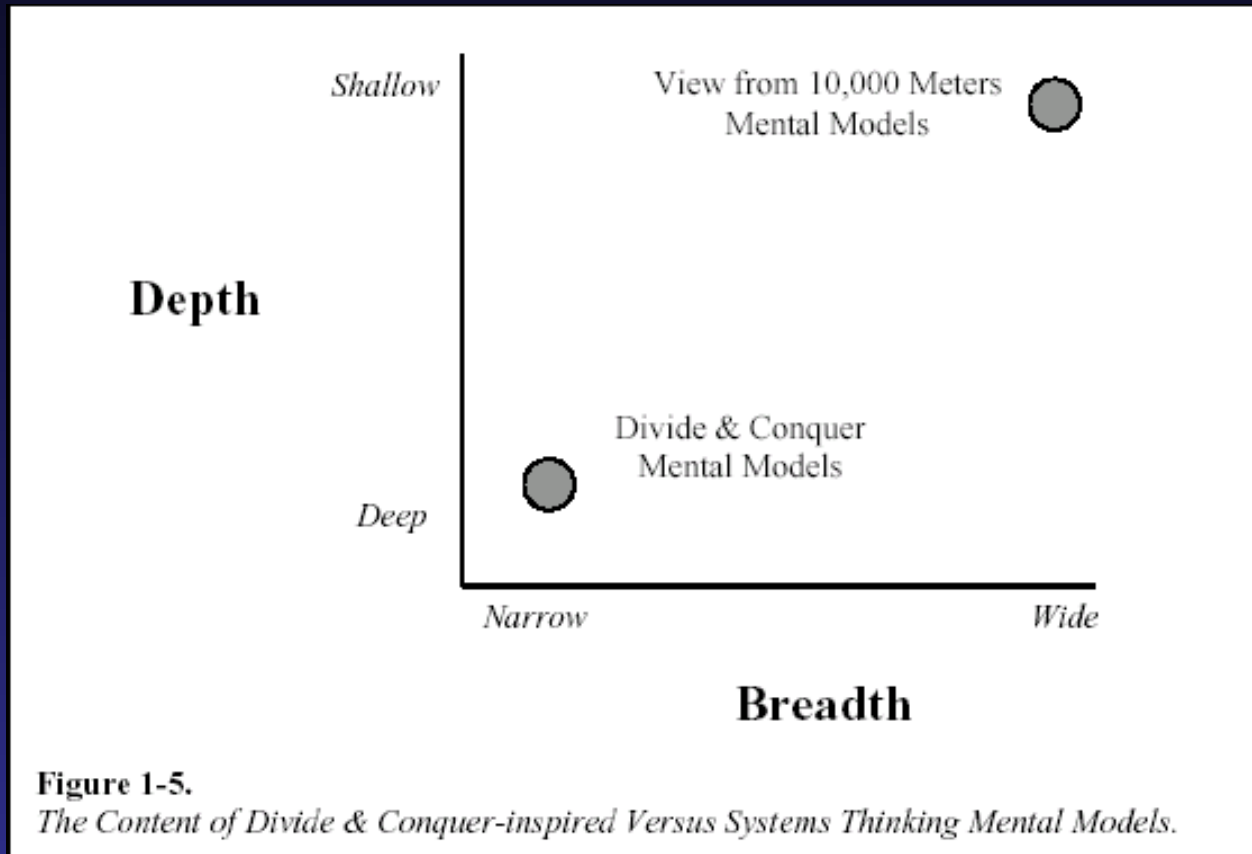 Shallow
View from 10,000 Meters
Mental Models
Depth
Divide & Conquer
Mental Models
Deep
Narrow
Wide
Breadth
Figure 1-5.
The Content of Divide & Conquer-inspired Versus Systems Thinking Mental Models.